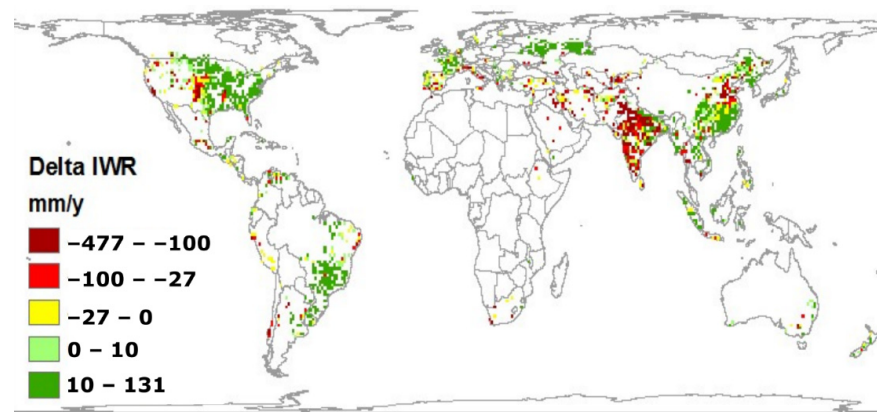 Delta IWR
mm/y
−477 – −100
−100 – −27
−27 – 0
0 – 10
10 – 131